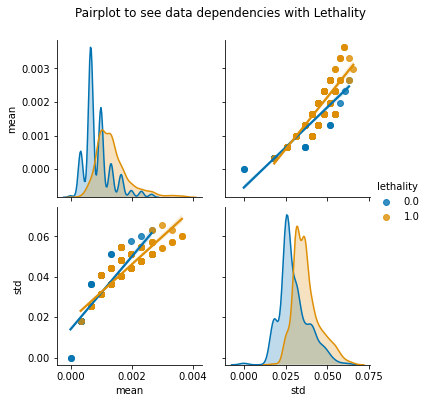 Pairplot to see data dependencies with Lethality
0.003
0.002
0.001
0.000
mean
lethality
0.0
1.0
0.06
0.04
0.02
0.00
std
0.000 0.002 0.004
mean
0.000 0.025 0.050 0.075
std